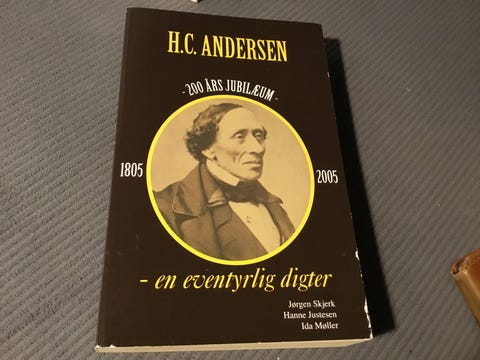 H.C. ANDERSEN
- 200 ÅRS JUBILÆUM -
1805
2005
- en eventyrlig digter
Jørgen Skjerk
Hanne Justesen
Ida Møller